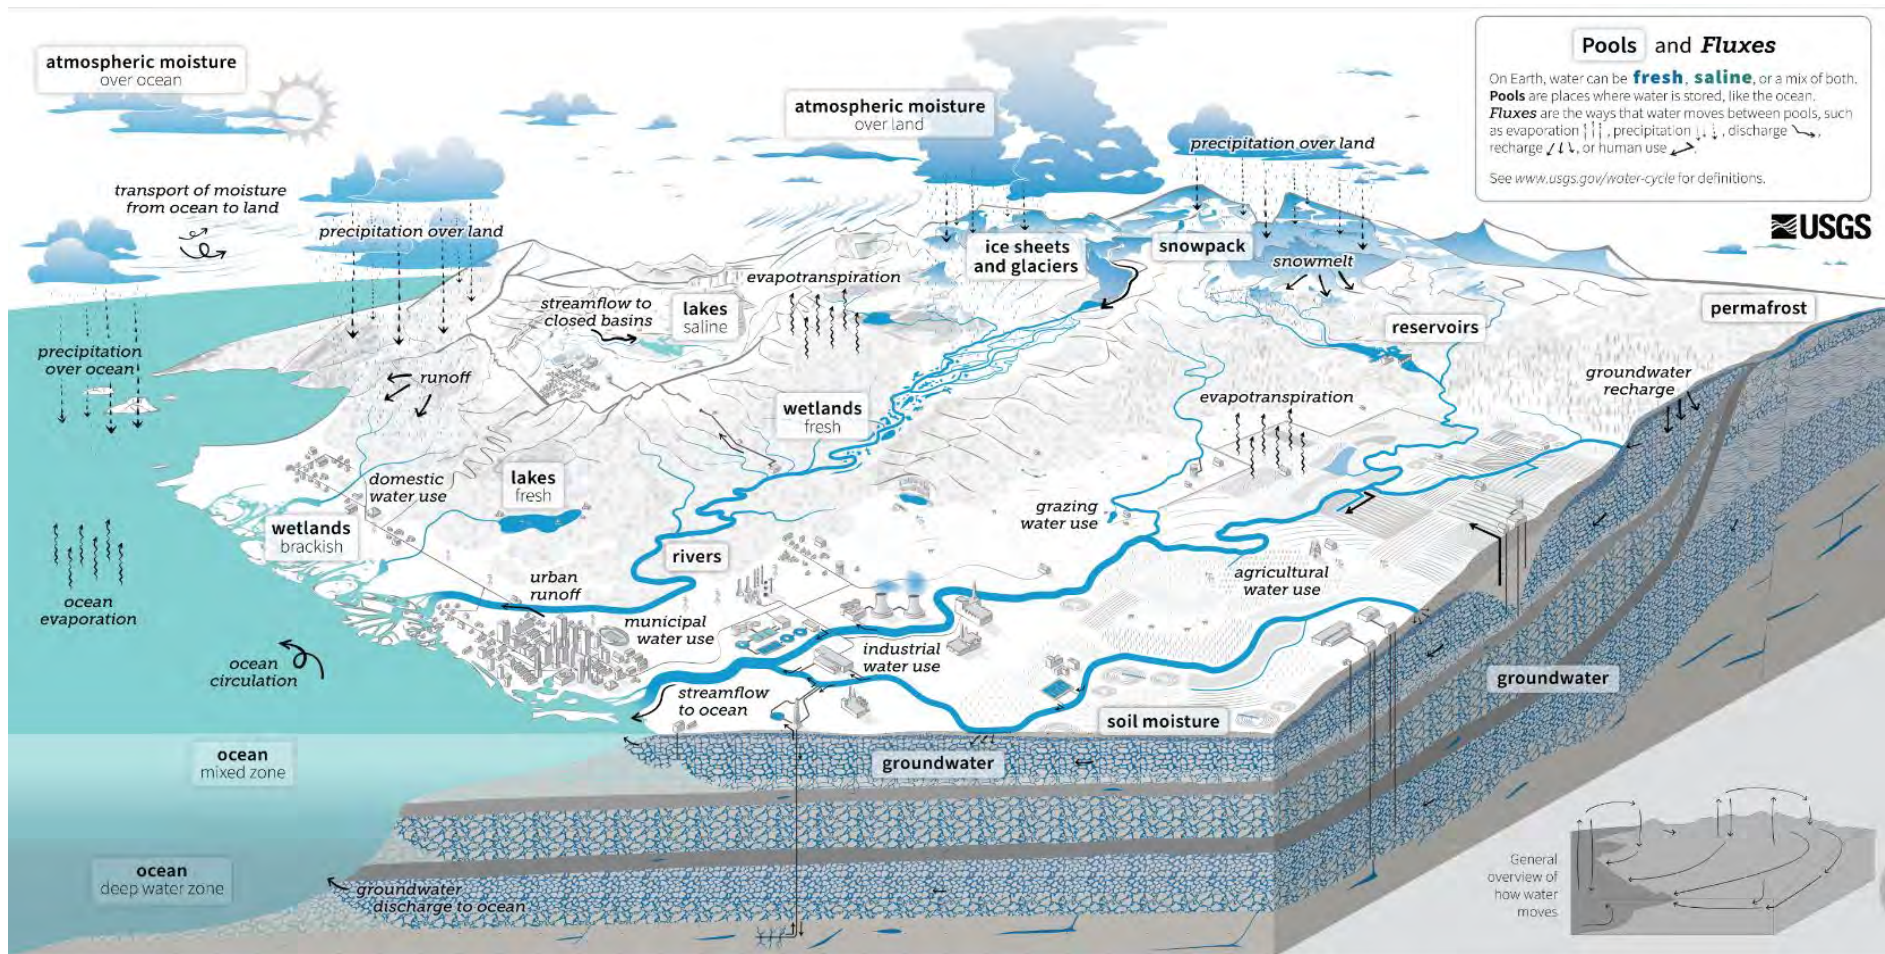 atmospheric moisture
over ocean
transport of moisture
from ocean to land
precipitation over land
atmospheric moisture
over land
precipitation over land
Pools and Fluxes
On Earth, water can be fresh, saline, or a mix of both.
Pools are places where water is stored, like the ocean.
Fluxes are the ways that water moves between pools, such
as evaporation, precipitation, discharge,
recharge, or human use.
See www.usgs.gov/water-cycle for definitions.
USGS
ice sheets
and glaciers
snowpack
snowmelt
evapotranspiration
streamflow to
closed basins
lakes
saline
permafrost
reservoirs
precipitation
over ocean
runoff
groundwater
recharge
evapotranspiration
wetlands
fresh
domestic
water use
lakes
fresh
wetlands
brackish
grazing
water use
rivers
urban
runoff
agricultural
water use
ocean
evaporation
municipal
water use
industrial
water use
ocean
circulation
streamflow
to ocean
groundwater
soil moisture
ocean
mixed zone
groundwater
ocean
deep water zone
groundwater
discharge to ocean
General
overview of
how water
moves